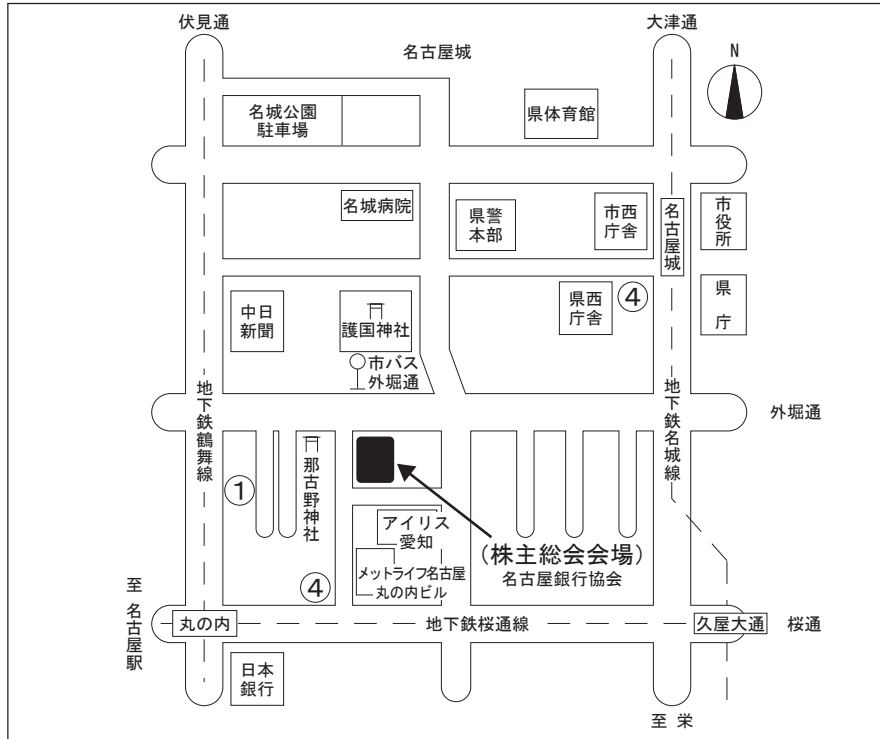 伏見通
大津通
名古屋城
N
名城公園
駐車場
県体育館
名城病院
県警
本部
市西
庁舎
名古屋城
市役所
中日
新聞
護国神社
県西
庁舎
④
県庁
市バス
外堀通
地下鉄鶴舞線
地下鉄名城線
外堀通
①
那古野神社
アイリス
愛知
(株主総会会場)
名古屋銀行協会
メットライフ名古屋
丸の内ビル
④
至 名古屋駅
丸の内
地下鉄桜通線
久屋大通
桜通
日本
銀行
至 栄